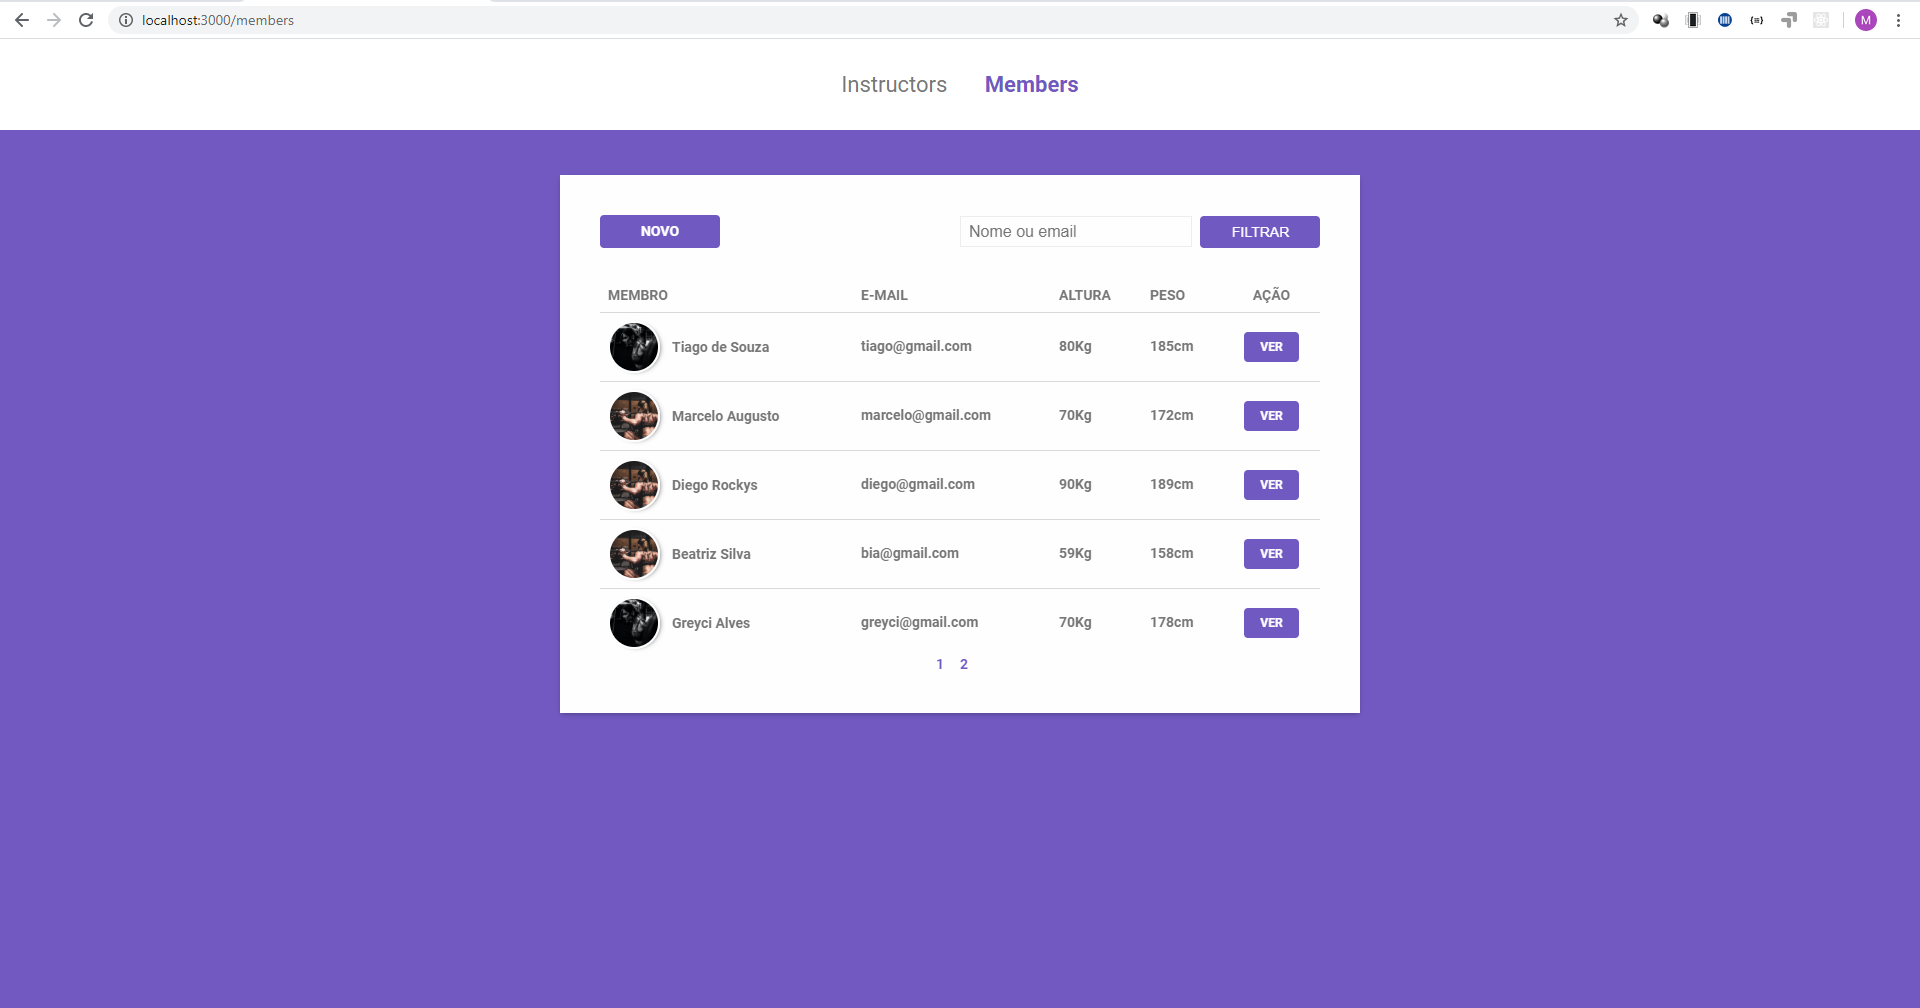 localhost:3000/members
M
Instructors Members
NOVO Nome ou email FILTRAR
MEMBRO E-MAIL ALTURA PESO AÇÃO
Tiago de Souza tiago@gmail.com 80Kg 185cm VER
Marcelo Augusto marcelo@gmail.com 70Kg 172cm VER
Diego Rockys diego@gmail.com 90Kg 189cm VER
Beatriz Silva bia@gmail.com 59Kg 158cm VER
Greyci Alves greyci@gmail.com 70Kg 178cm VER
1 2